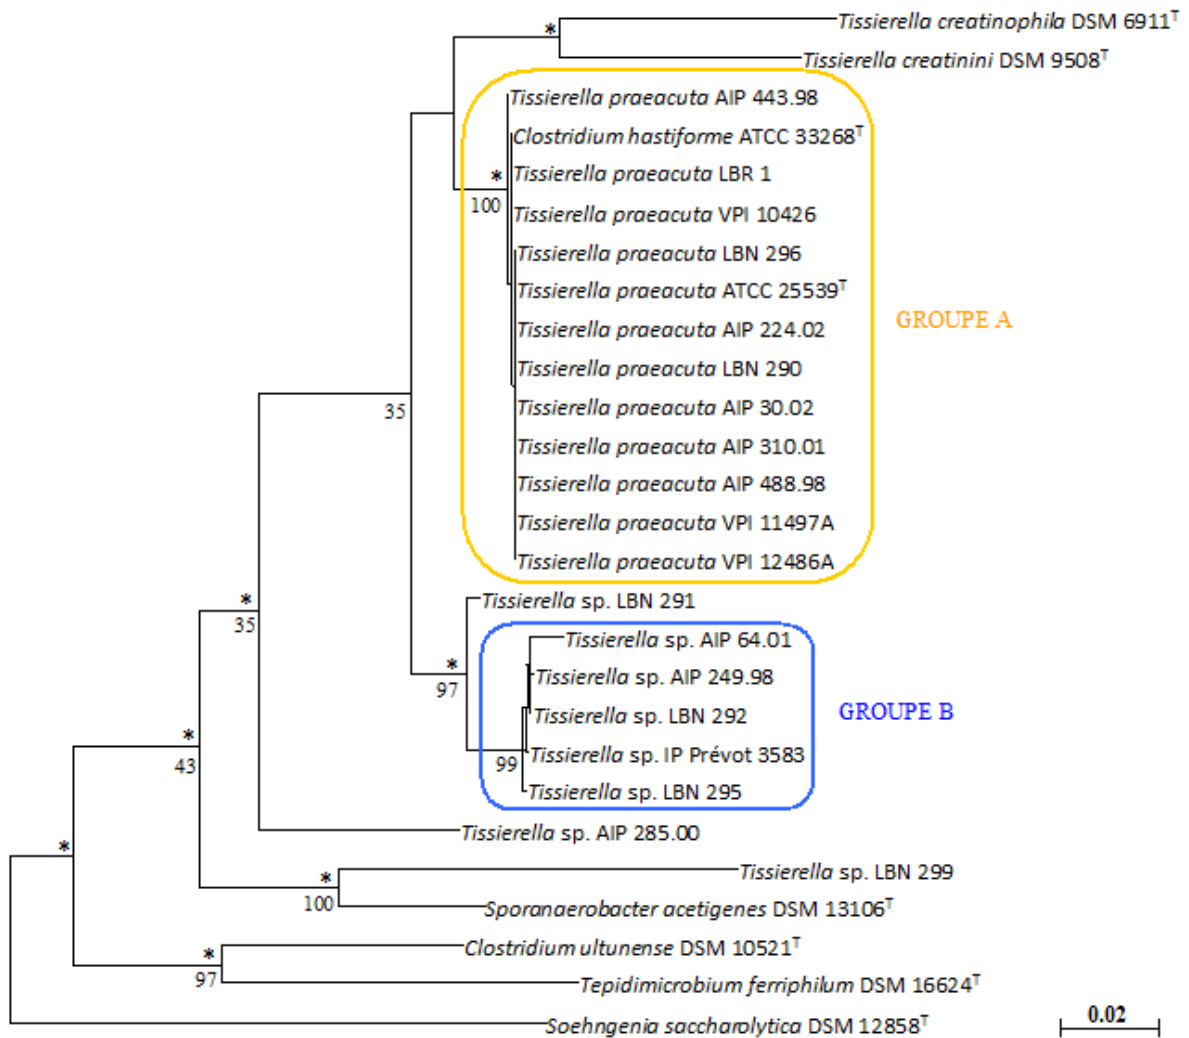 Tissierella creatinophila DSM 6911T
*
Tissierella creatinini DSM 9508T
Tissierella praeacuta AIP 443.98
Clostridium hastiforme ATCC 33268T
*
Tissierella praeacuta LBR 1
100
Tissierella praeacuta VPI 10426
Tissierella praeacuta LBN 296
Tissierella praeacuta ATCC 25539T
GROUPE A
Tissierella praeacuta AIP 224.02
Tissierella praeacuta LBN 290
35
Tissierella praeacuta AIP 30.02
Tissierella praeacuta AIP 310.01
Tissierella praeacuta AIP 488.98
Tissierella praeacuta VPI 11497A
Tissierella praeacuta VPI 12486A
*
35
Tissierella sp. LBN 291
Tissierella sp. AIP 64.01
*
97
Tissierella sp. AIP 249.98
GROUPE B
Tissierella sp. LBN 292
*
43
99
Tissierella sp. IP Prévot 3583
Tissierella sp. LBN 295
Tissierella sp. AIP 285.00
*
*
100
Tissierella sp. LBN 299
Sporanaerobacter acetigenes DSM 13106T
*
97
Clostridium ultunense DSM 10521T
Tepidimicrobium ferriphilum DSM 16624T
0.02
Soehngenia saccharolytica DSM 12858T